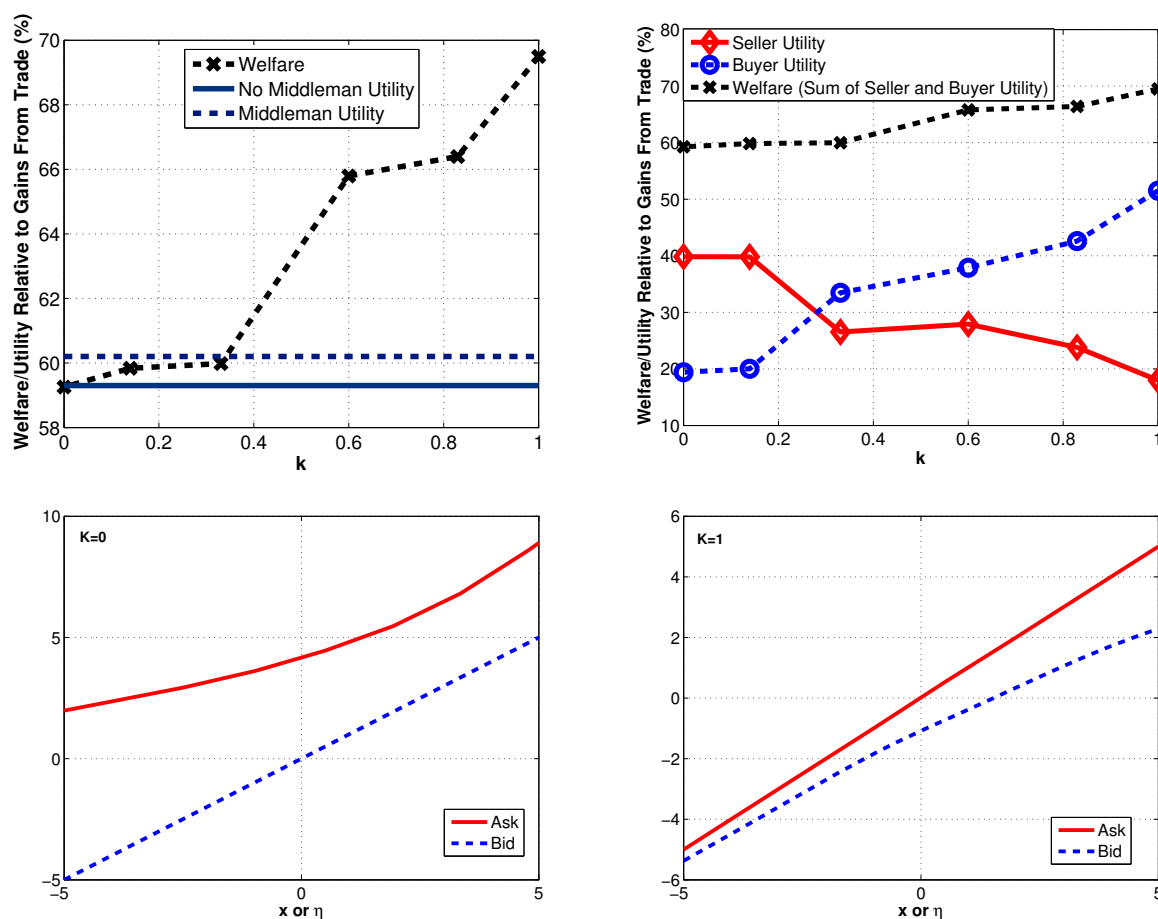 Welfare/Utility Relative to Gains From Trade (%)
70
68
66
64
62
60
58
Welfare
No Middleman Utility
Middleman Utility
0
0.2
0.4
0.6
0.8
1
k
Welfare/Utility Relative to Gains From Trade (%)
80
70
60
50
40
30
20
10
Seller Utility
Buyer Utility
Welfare (Sum of Seller and Buyer Utility)
0
0.2
0.4
0.6
0.8
1
k
10
5
0
−5
K=0
Ask
Bid
−5
0
5
x or η
6
4
2
0
−2
−4
−6
K=1
Ask
Bid
−5
0
5
x or η